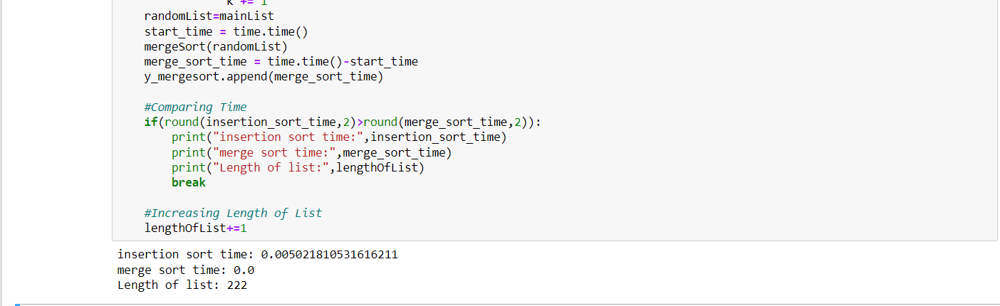 k += 1
randomList=mainList
start_time = time.time()
mergeSort(randomList)
merge_sort_time = time.time()-start_time
y_mergesort.append(merge_sort_time)
#Comparing Time
if(round(insertion_sort_time,2)>round(merge_sort_time,2)):
print("insertion sort time:",insertion_sort_time)
print("merge sort time:",merge_sort_time)
print("Length of list:",lengthOfList)
break
#Increasing Length of List
lengthOfList+=1
insertion sort time: 0.005021810531616211
merge sort time: 0.0
Length of list: 222